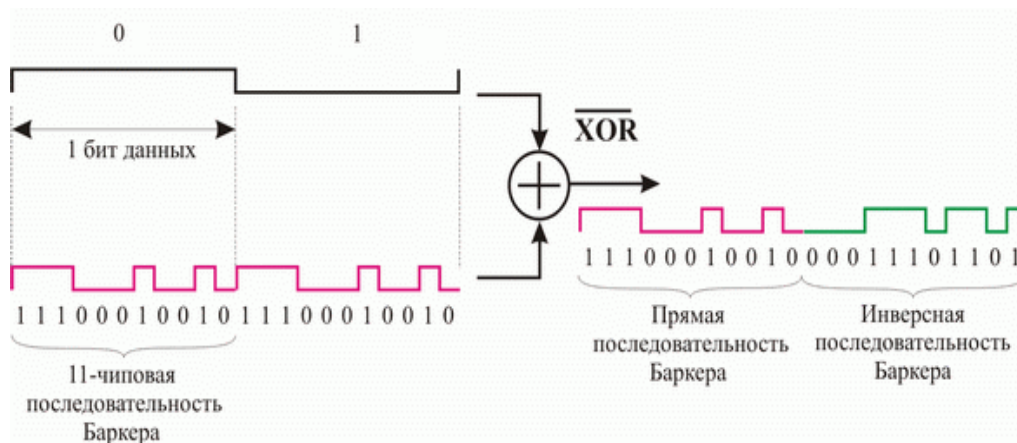 0 1
1 бит данных
XOR
1 1 1 0 0 0 1 0 0 1 0 1 1 1 0 0 0 1 0 0 1 0
11-чиповая
последовательность
Баркера
1 1 1 0 0 0 1 0 0 1 0 0 0 0 1 1 1 0 1 1 0 1
Прямая
последовательность
Баркера
Инверсная
последовательность
Баркера